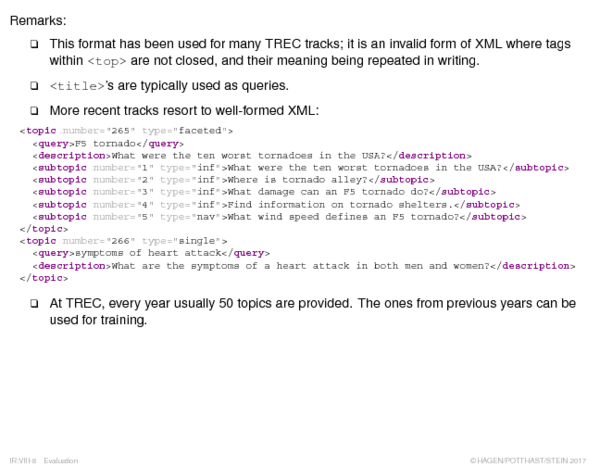 Remarks:
❑ This format has been used for many TREC tracks; it is an invalid form of XML where tags
within <top> are not closed, and their meaning being repeated in writing.
❑ <title>'s are typically used as queries.
❑ More recent tracks resort to well-formed XML:
<topic number="265" type="faceted">
<query>F5 tornado</query>
<description>What were the ten worst tornadoes in the USA?</description>
<subtopic number="1" type="inf">What were the ten worst tornadoes in the USA?</subtopic>
<subtopic number="2" type="inf">Where is tornado alley?</subtopic>
<subtopic number="3" type="inf">What damage can an F5 tornado do?</subtopic>
<subtopic number="4" type="inf">Find information on tornado shelters.</subtopic>
<subtopic number="5" type="nav">What wind speed defines an F5 tornado?</subtopic>
</topic>
<topic number="266" type="single">
<query>symptoms of heart attack</query>
<description>What are the symptoms of a heart attack in both men and women?</description>
</topic>
❑ At TREC, every year usually 50 topics are provided. The ones from previous years can be
used for training.
IR:VIII-8 Evaluation © HAGEN/POTTHAST/STEIN 2017